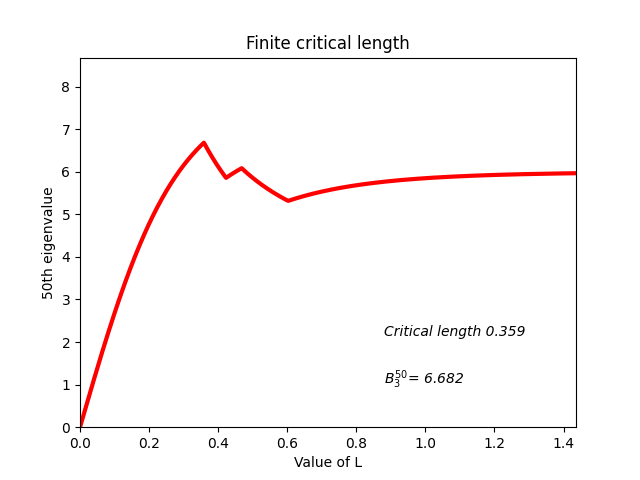 Finite critical length
8
7
6
5
4
3
2
1
0
50th eigenvalue
Critical length 0.359
B_3^50 = 6.682
0.0 0.2 0.4 0.6 0.8 1.0 1.2 1.4
Value of L